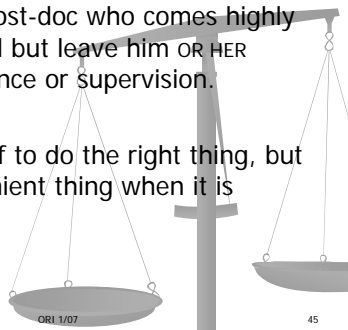 ost-doc who comes highly
d but leave him OR HER
nce or supervision.
f to do the right thing, but
nient thing when it is
ORI 1/07 45